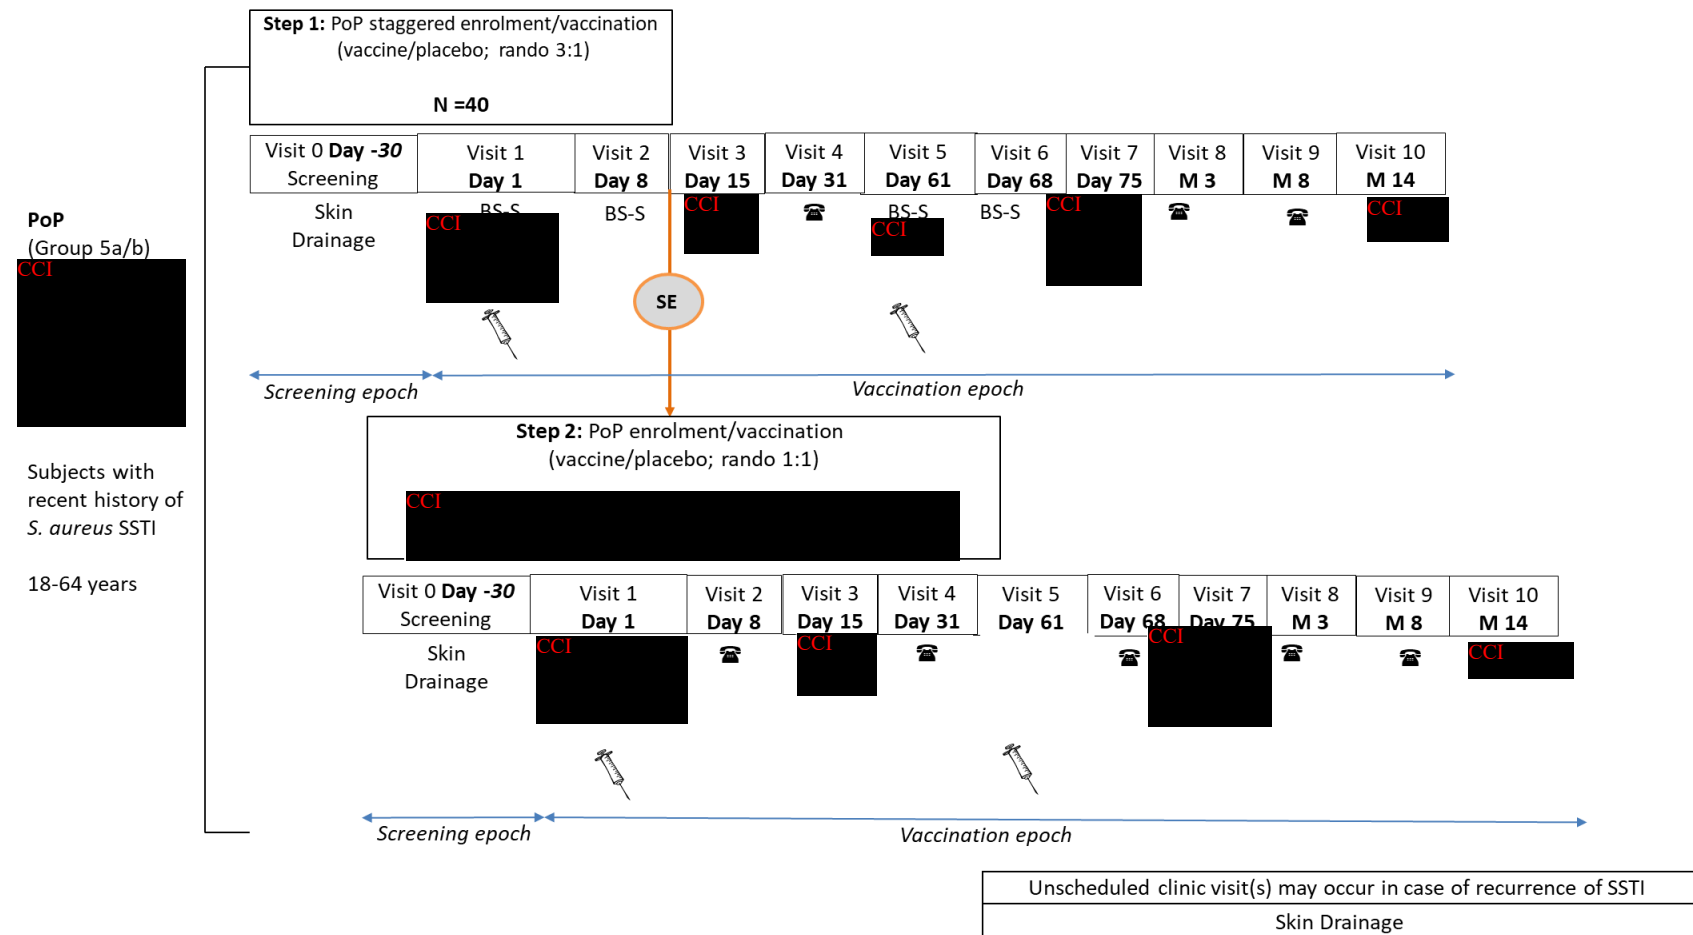 Step 1: PoP staggered enrolment/vaccination
(vaccine/placebo; rando 3:1)
N =40
Visit 0 Day -30
Screening
Visit 1
Day 1
Visit 2
Day 8
Visit 3
Day 15
Visit 4
Day 31
Visit 5
Day 61
Visit 6
Day 68
Visit 7
Day 75
Visit 8
M 3
Visit 9
M 8
Visit 10
M 14
Skin
Drainage
BS-S
CCI
BS-S
CCI
BS-S
CCI
BS-S
CCI
CCI
PoP
(Group 5a/b)
CCI
Subjects with
recent history of
S. aureus SSTI
18-64 years
SE
Screening epoch
Vaccination epoch
Step 2: PoP enrolment/vaccination
(vaccine/placebo; rando 1:1)
CCI
Visit 0 Day -30
Screening
Visit 1
Day 1
Visit 2
Day 8
Visit 3
Day 15
Visit 4
Day 31
Visit 5
Day 61
Visit 6
Day 68
Visit 7
Day 75
Visit 8
M 3
Visit 9
M 8
Visit 10
M 14
Skin
Drainage
CCI
CCI
CCI
CCI
Screening epoch
Vaccination epoch
Unscheduled clinic visit(s) may occur in case of recurrence of SSTI
Skin Drainage